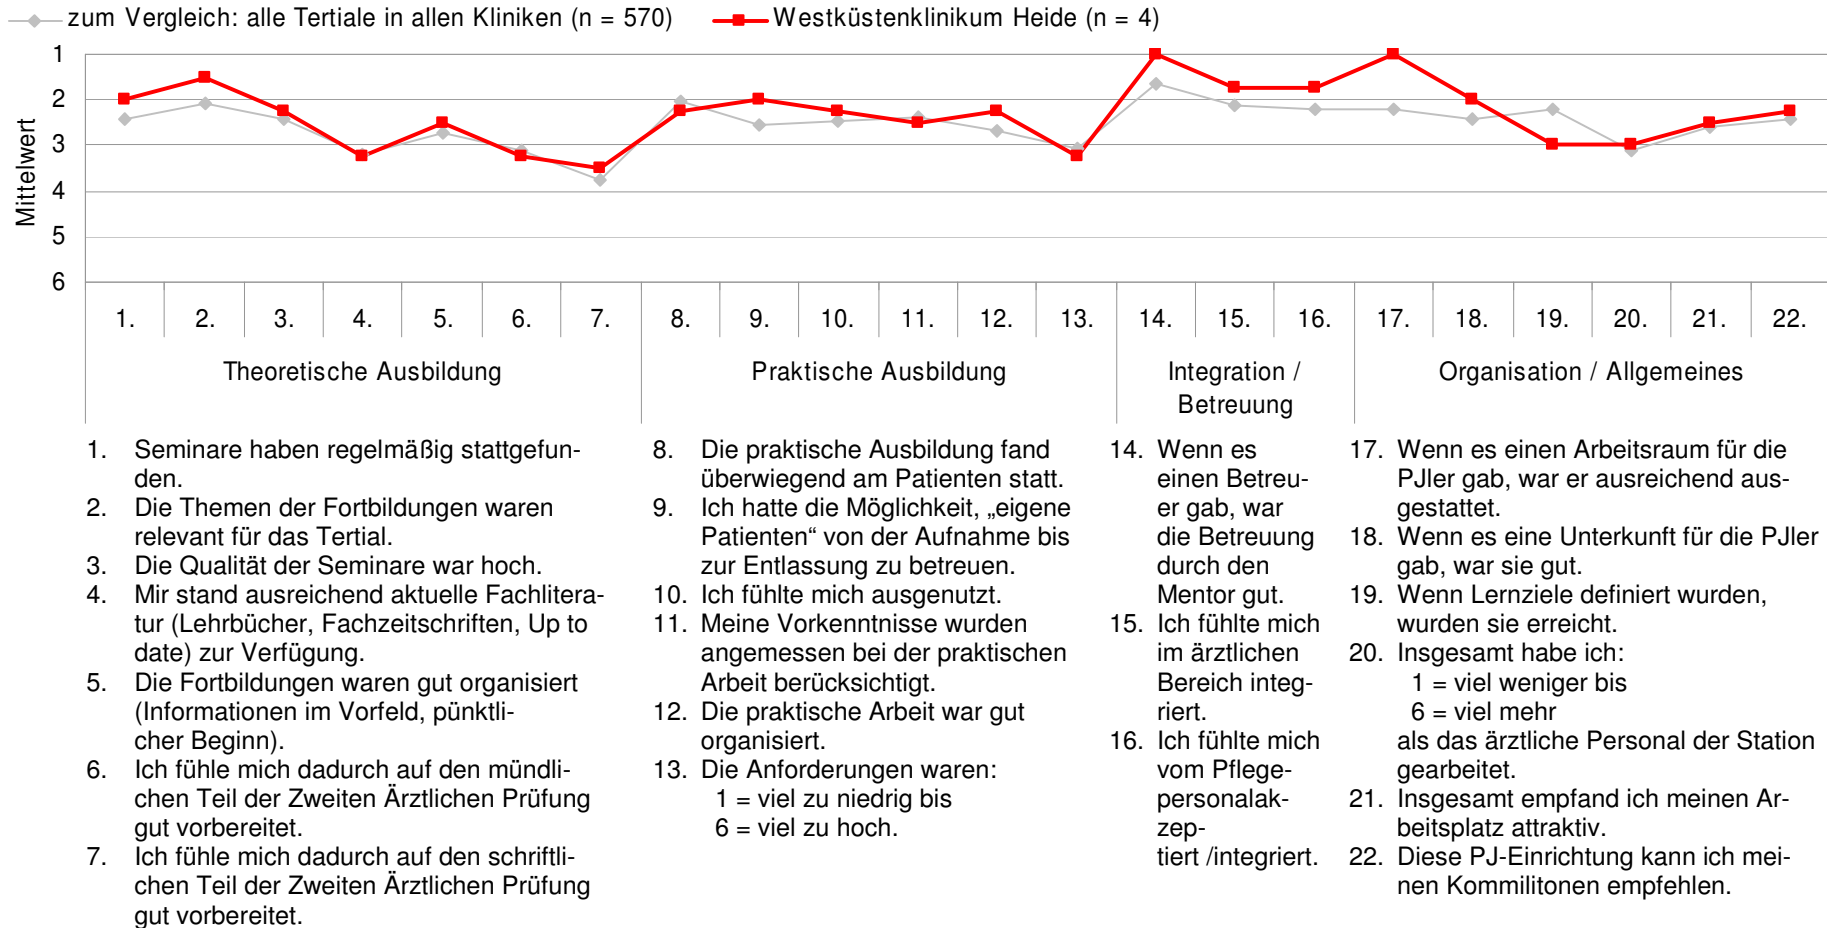 zum Vergleich: alle Tertiale in allen Kliniken (n = 570)
Westküstenklinikum Heide (n = 4)
Mittelwert
1
2
3
4
5
6
1. 2. 3. 4. 5. 6. 7. 8. 9. 10. 11. 12. 13. 14. 15. 16. 17. 18. 19. 20. 21. 22.
Theoretische Ausbildung
Praktische Ausbildung
Integration /
Betreuung
Organisation / Allgemeines
1. Seminare haben regelmäßig stattgefun-
den.
2. Die Themen der Fortbildungen waren
relevant für das Tertial.
3. Die Qualität der Seminare war hoch.
4. Mir stand ausreichend aktuelle Fachlitera-
tur (Lehrbücher, Fachzeitschriften, Up to
date) zur Verfügung.
5. Die Fortbildungen waren gut organisiert
(Informationen im Vorfeld, pünktli-
cher Beginn).
6. Ich fühle mich dadurch auf den mündli-
chen Teil der Zweiten Ärztlichen Prüfung
gut vorbereitet.
7. Ich fühle mich dadurch auf den schriftli-
chen Teil der Zweiten Ärztlichen Prüfung
gut vorbereitet.
8. Die praktische Ausbildung fand
überwiegend am Patienten statt.
9. Ich hatte die Möglichkeit, „eigene
Patienten“ von der Aufnahme bis
zur Entlassung zu betreuen.
10. Ich fühlte mich ausgenutzt.
11. Meine Vorkenntnisse wurden
angemessen bei der praktischen
Arbeit berücksichtigt.
12. Die praktische Arbeit war gut
organisiert.
13. Die Anforderungen waren:
1 = viel zu niedrig bis
6 = viel zu hoch.
14. Wenn es
einen Betreu-
er gab, war
die Betreuung
durch den
Mentor gut.
15. Ich fühlte mich
im ärztlichen
Bereich integ-
riert.
16. Ich fühlte mich
vom Pflege-
personalak-
zep-
tiert /integriert.
17. Wenn es einen Arbeitsraum für die
PJler gab, war er ausreichend aus-
gestattet.
18. Wenn es eine Unterkunft für die PJler
gab, war sie gut.
19. Wenn Lernziele definiert wurden,
wurden sie erreicht.
20. Insgesamt habe ich:
1 = viel weniger bis
6 = viel mehr
als das ärztliche Personal der Station
gearbeitet.
21. Insgesamt empfand ich meinen Ar-
beitsplatz attraktiv.
22. Diese PJ-Einrichtung kann ich mei-
nen Kommilitonen empfehlen.